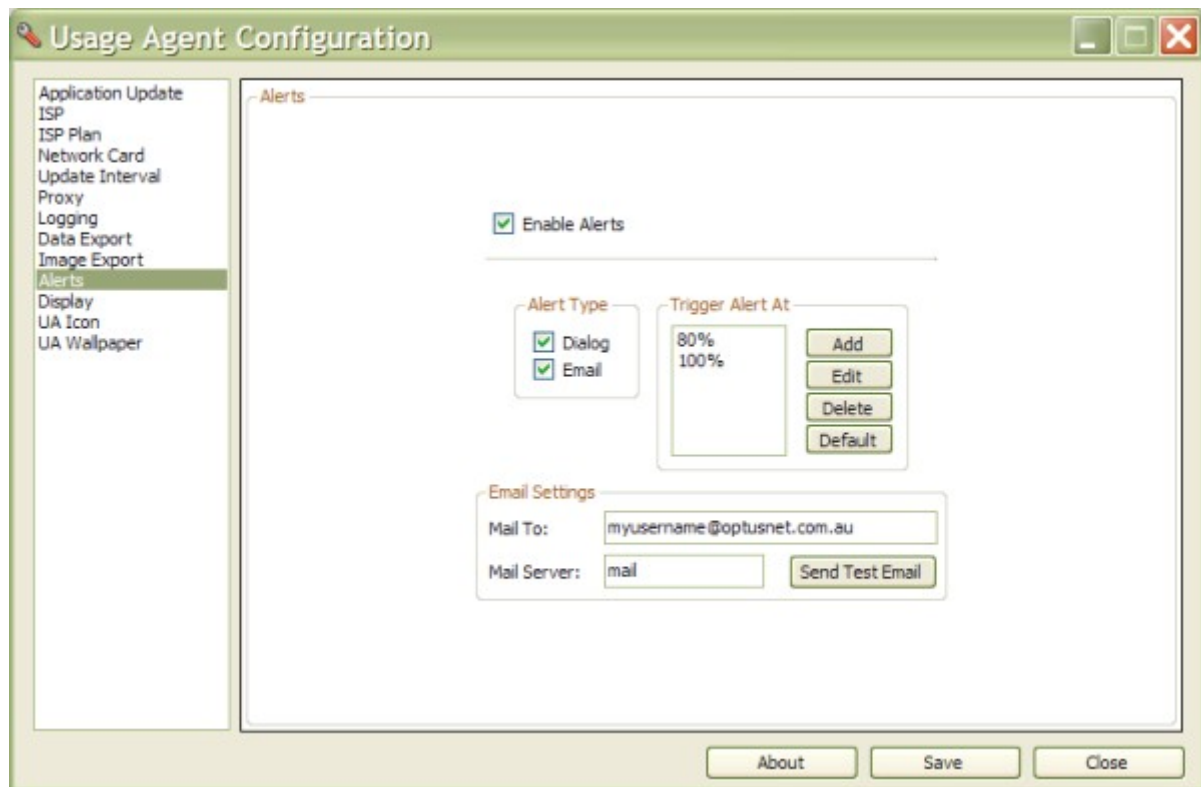 Usage Agent Configuration
Application Update
ISP
ISP Plan
Network Card
Update Interval
Proxy
Logging
Data Export
Image Export
Alerts
Display
UA Icon
UA Wallpaper
Alerts
Enable Alerts
Alert Type
Dialog
Email
Trigger Alert At
80%
100%
Add
Edit
Delete
Default
Email Settings
Mail To: myusername@optusnet.com.au
Mail Server: mail Send Test Email
About Save Close